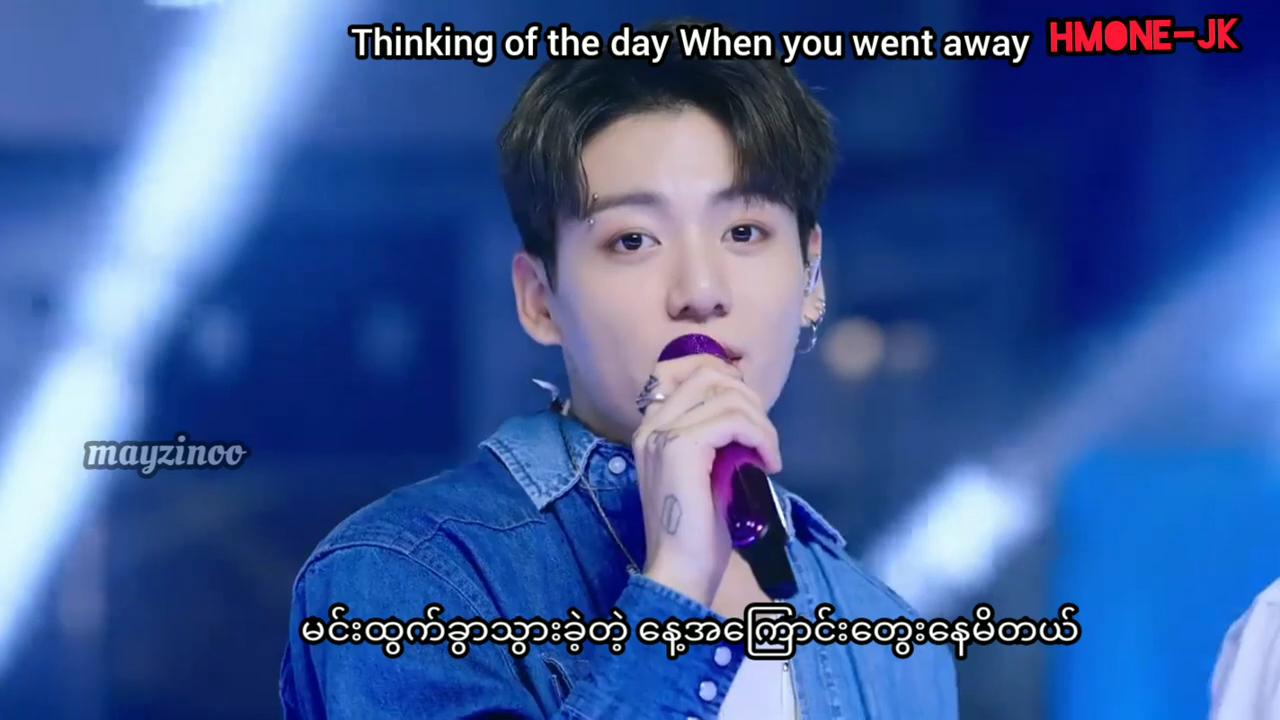 Thinking of the day When you went away
HMONE-JK
mayzinoo
မင်းထွက်ခွာသွားခဲ့တဲ့ နေ့အကြောင်းတွေးနေမိတယ်